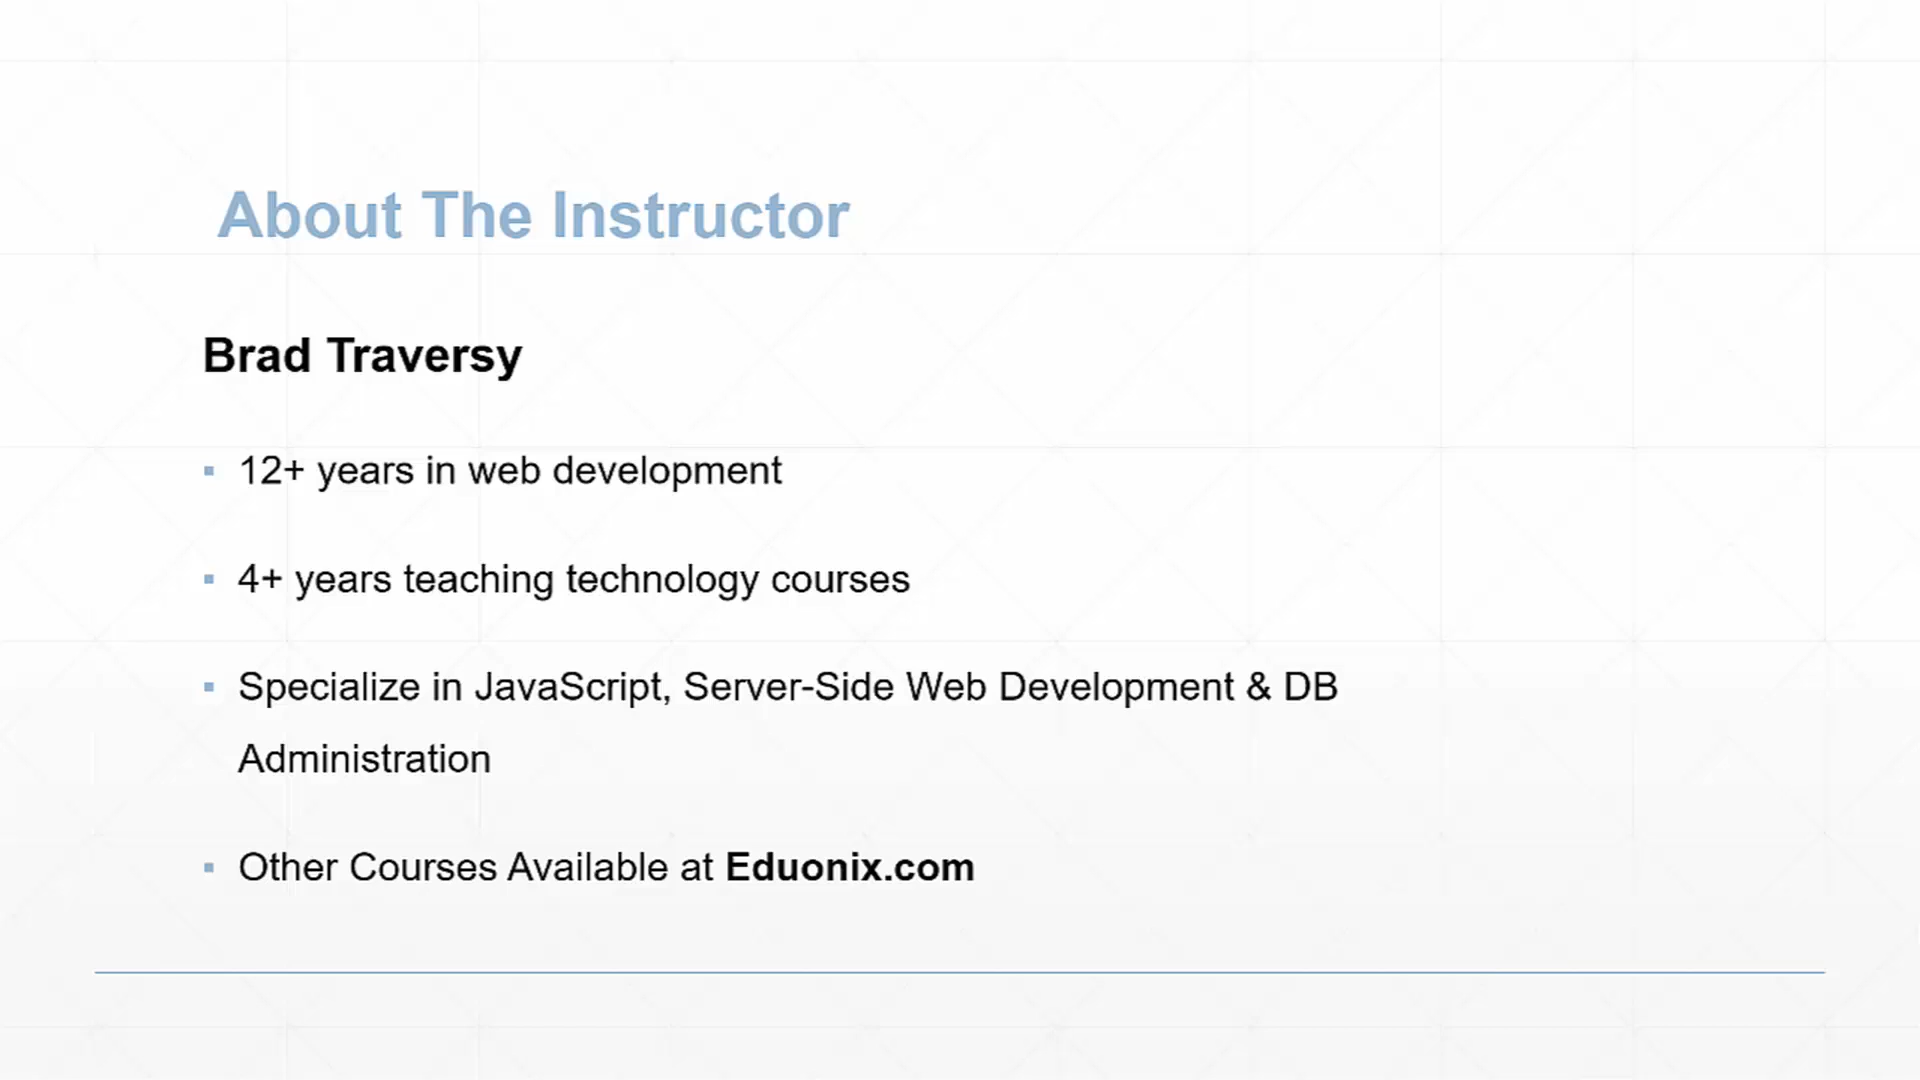 About The Instructor
Brad Traversy
▪ 12+ years in web development
▪ 4+ years teaching technology courses
▪ Specialize in JavaScript, Server-Side Web Development & DB
Administration
▪ Other Courses Available at Eduonix.com